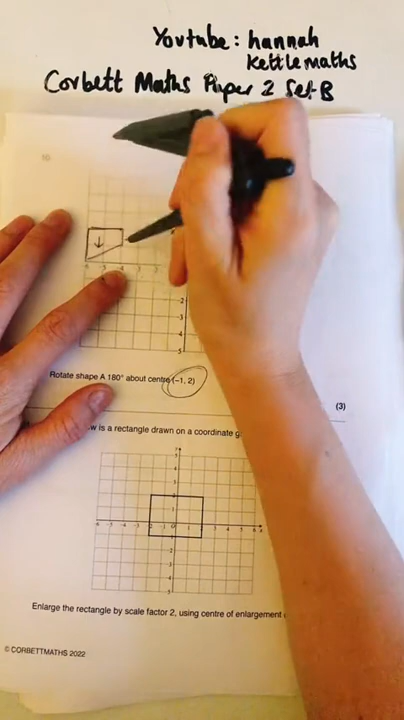 Youtube: hannah
kettlemaths
Corbett Maths Paper 2 Set B
Rotate shape A 180° about centre (-1, 2)
(3)
w is a rectangle drawn on a coordinate g
Enlarge the rectangle by scale factor 2, using centre of enlargement
© CORBETTMATHS 2022